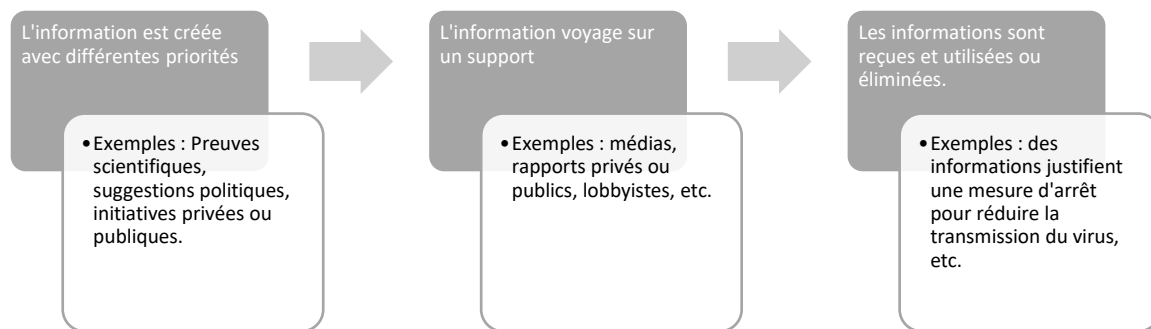 L'information est créée
avec différentes priorités
•Exemples : Preuves
scientifiques,
suggestions politiques,
initiatives privées ou
publiques.
L'information voyage sur
un support
•Exemples : médias,
rapports privés ou
publics, lobbyistes, etc.
Les informations sont
reçues et utilisées ou
éliminées.
•Exemples : des
informations justifient
une mesure d'arrêt
pour réduire la
transmission du virus,
etc.